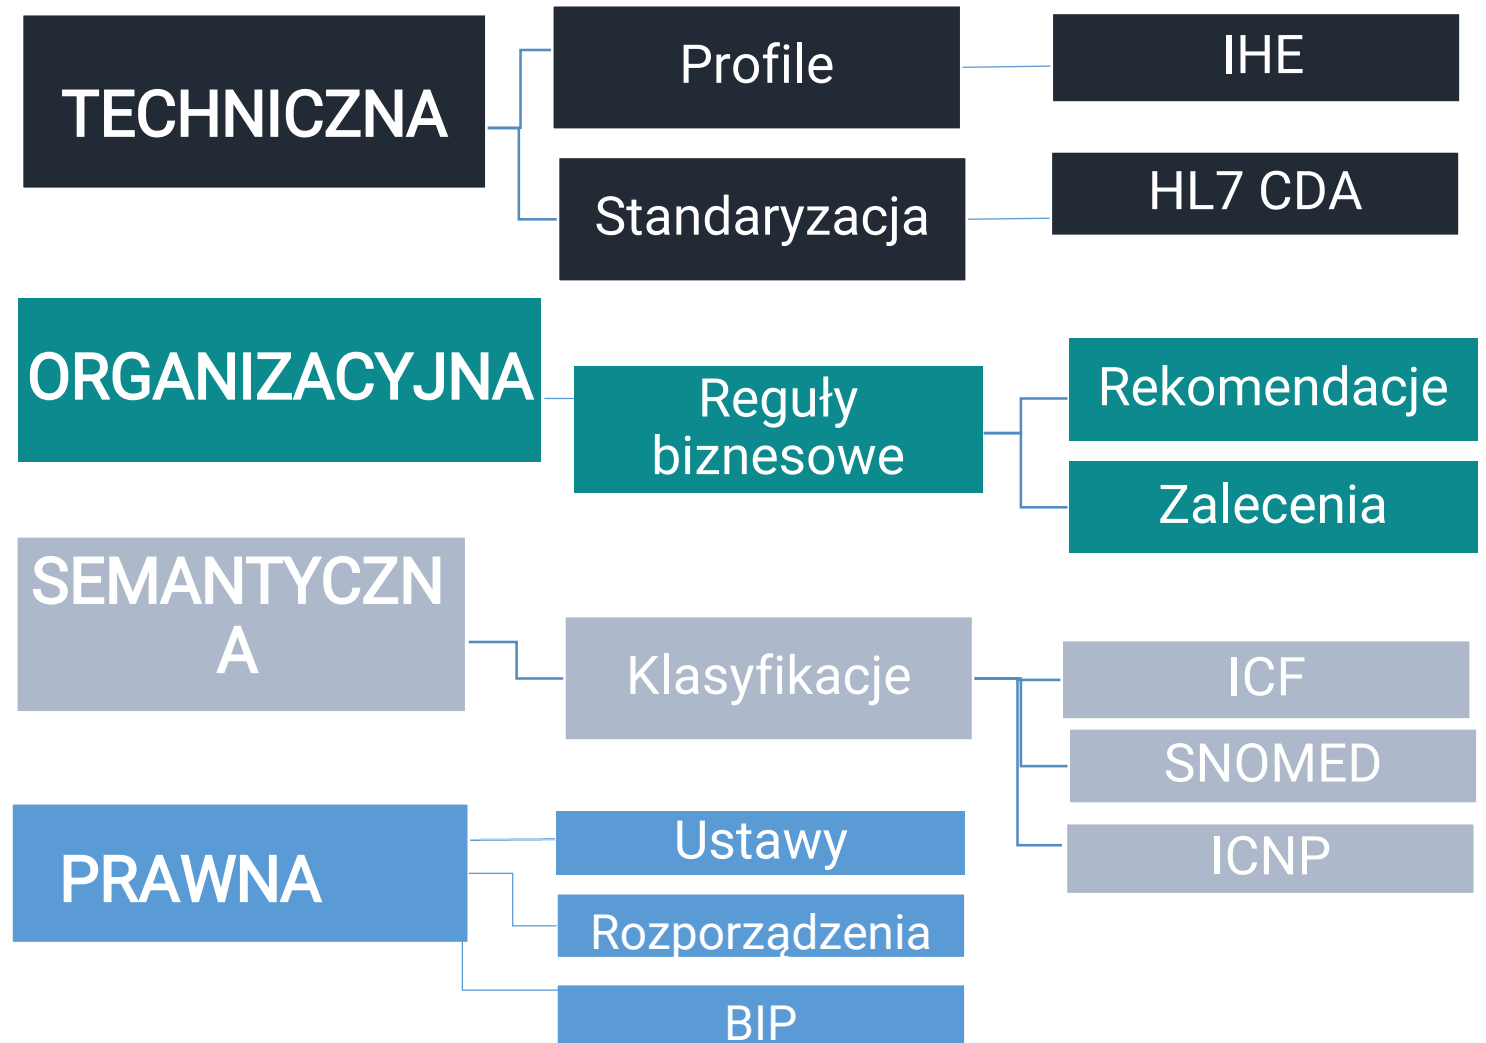 TECHNICZNA
Profile
IHE
Standaryzacja
HL7 CDA
ORGANIZACYJNA
Reguły
biznesowe
Rekomendacje
Zalecenia
SEMANTYCZN
A
Klasyfikacje
ICF
SNOMED
ICNP
PRAWNA
Ustawy
Rozporządzenia
BIP